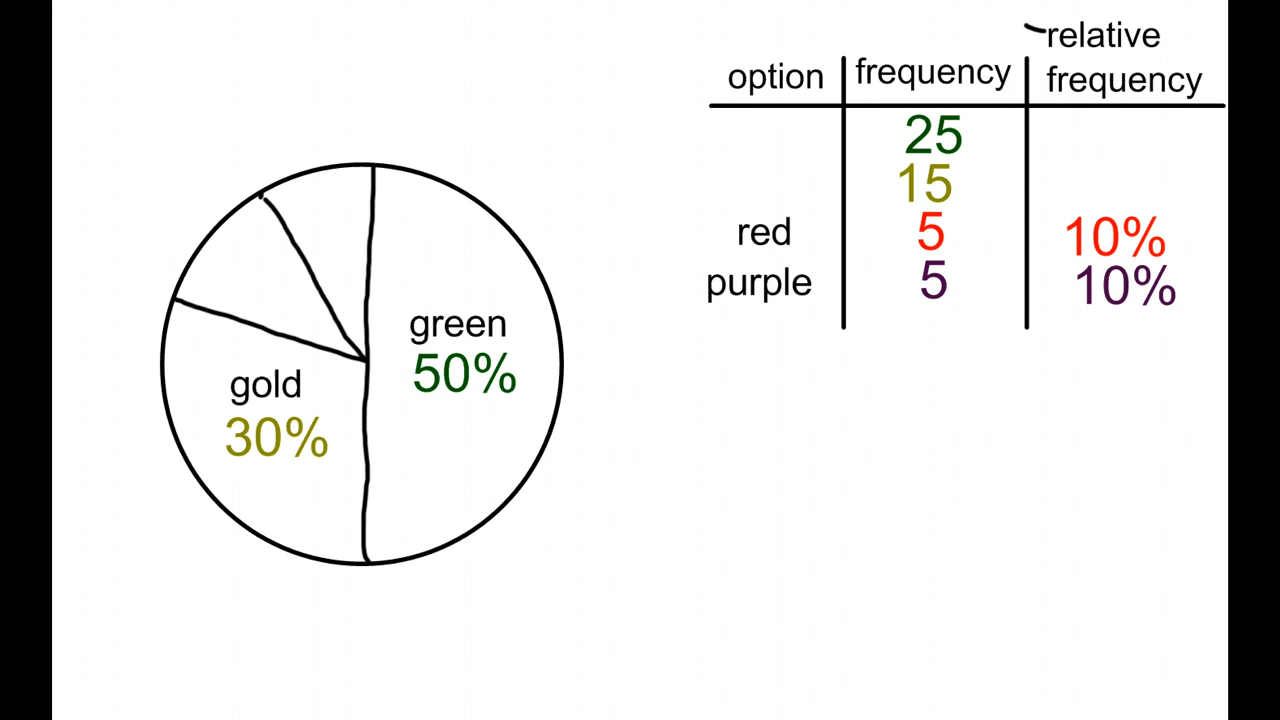 relative
option frequency frequency
25
15
red 5 10%
purple 5 10%
green
50%
gold
30%